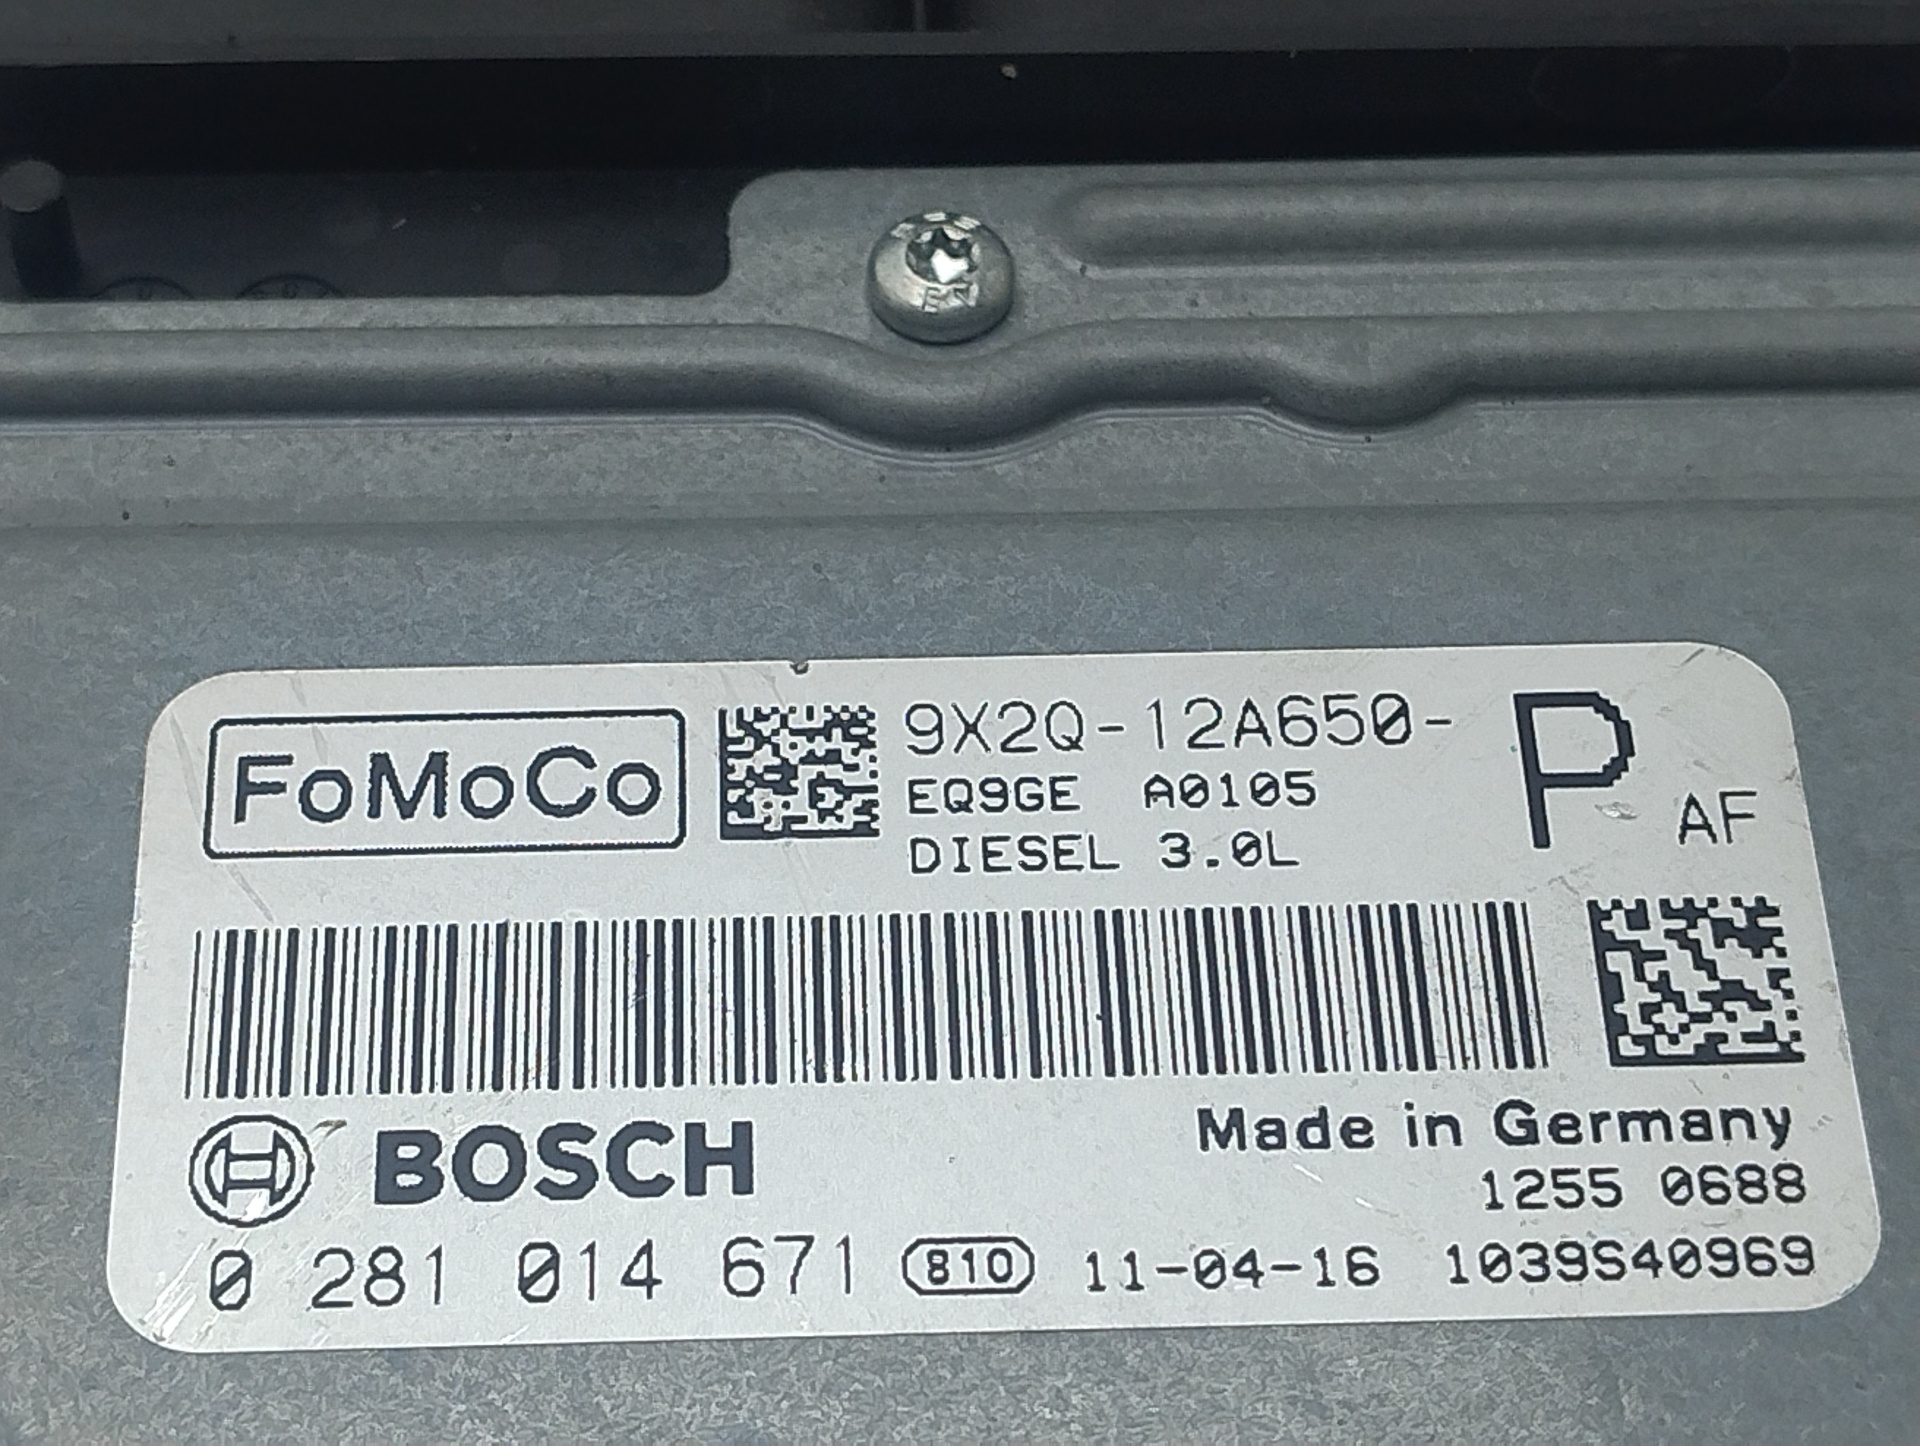 FoMoCo
9X2Q-12A650- P AF
EQ9GE A0105
DIESEL 3.0L
BOSCH
Made in Germany
1255 0688
0 281 014 671 810 11-04-16 1039S40969